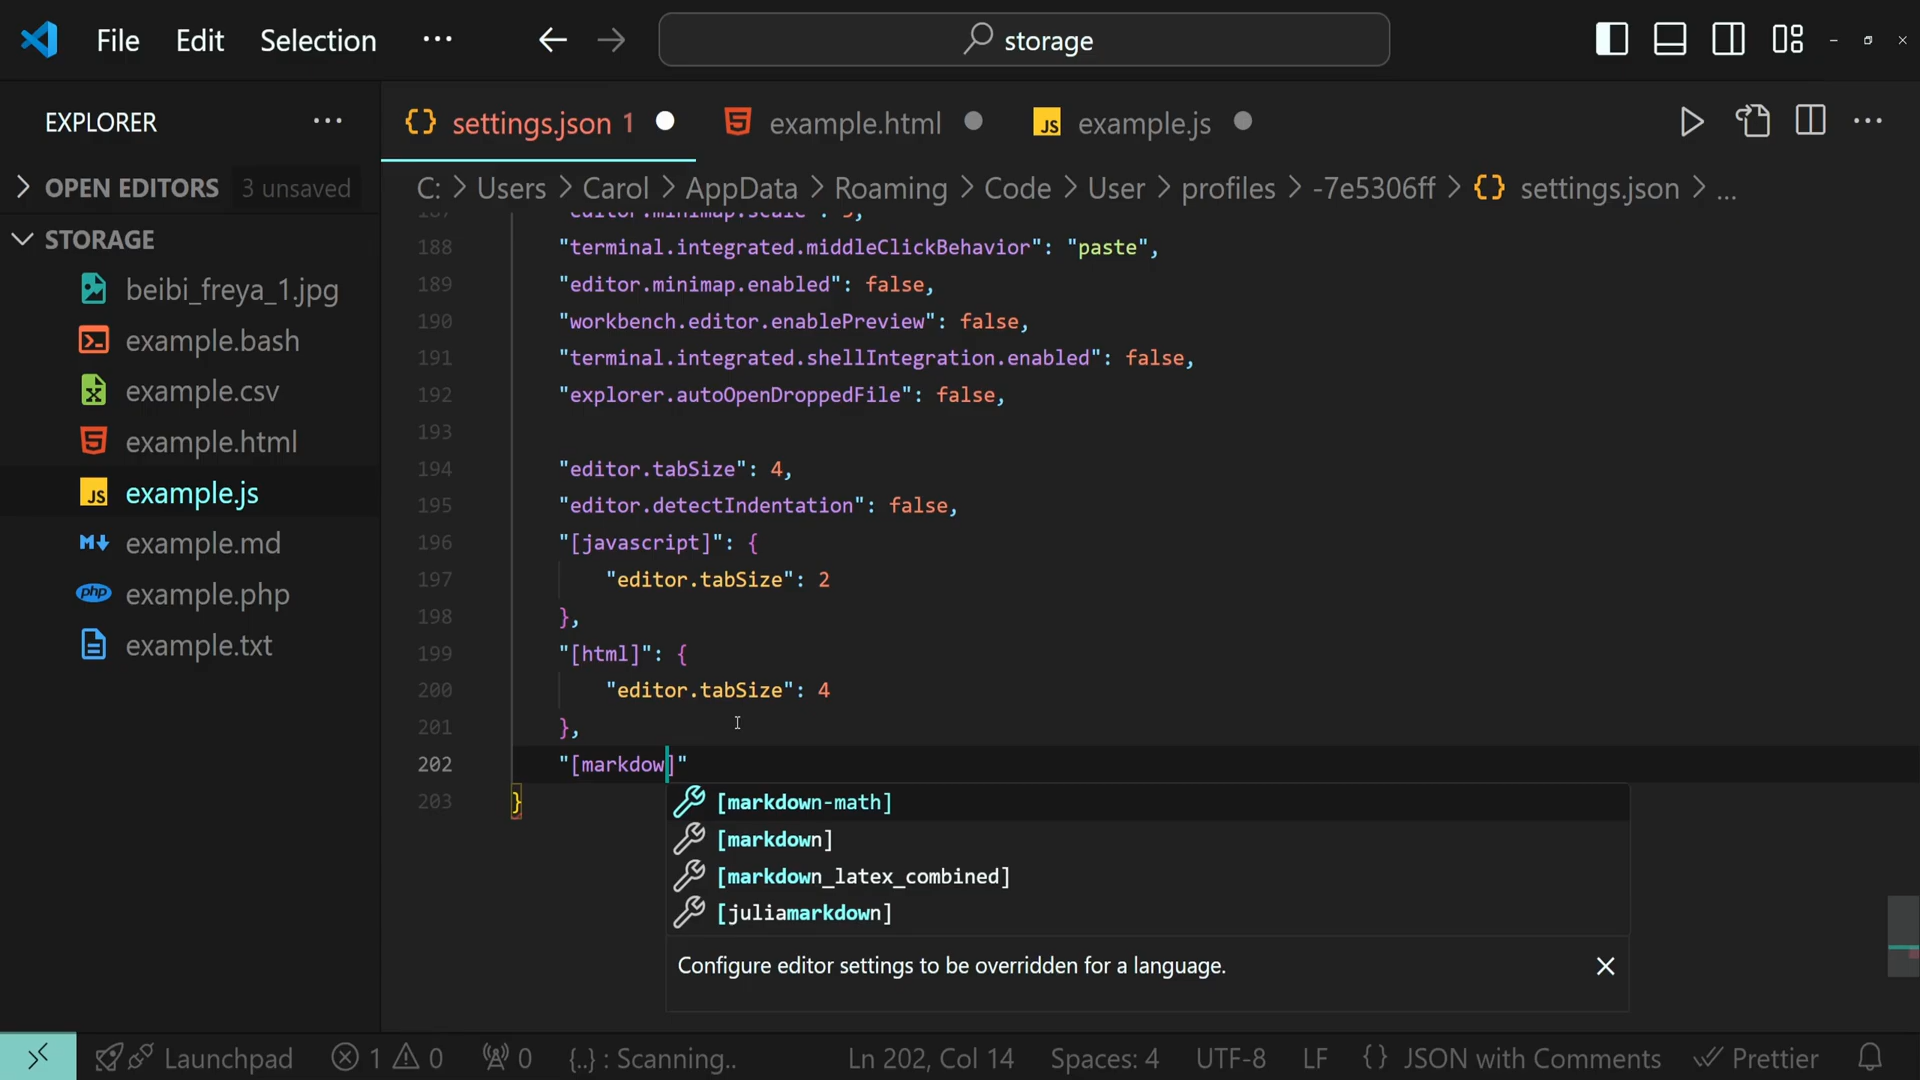 File Edit Selection ··· storage
EXPLORER ···
OPEN EDITORS 3 unsaved
STORAGE
beibi_freya_1.jpg
example.bash
example.csv
example.html
example.js
example.md
example.php
example.txt
settings.json 1 example.html JS example.js
C: > Users > Carol > AppData > Roaming > Code > User > profiles > -7e5306ff > {} settings.json > ...
187 "editor.minimap.scale": 3,
188 "terminal.integrated.middleClickBehavior": "paste",
189 "editor.minimap.enabled": false,
190 "workbench.editor.enablePreview": false,
191 "terminal.integrated.shellIntegration.enabled": false,
192 "explorer.autoOpenDroppedFile": false,
193
194 "editor.tabSize": 4,
195 "editor.detectIndentation": false,
196 "[javascript]": {
197 "editor.tabSize": 2
198 },
199 "[html]": {
200 "editor.tabSize": 4
201 },
202 "[markdow]"
203 }
[markdown-math]
[markdown]
[markdown_latex_combined]
[juliamarkdown]
Configure editor settings to be overridden for a language.
Launchpad 1 0 0 {..} : Scanning.. Ln 202, Col 14 Spaces: 4 UTF-8 LF {} JSON with Comments Prettier